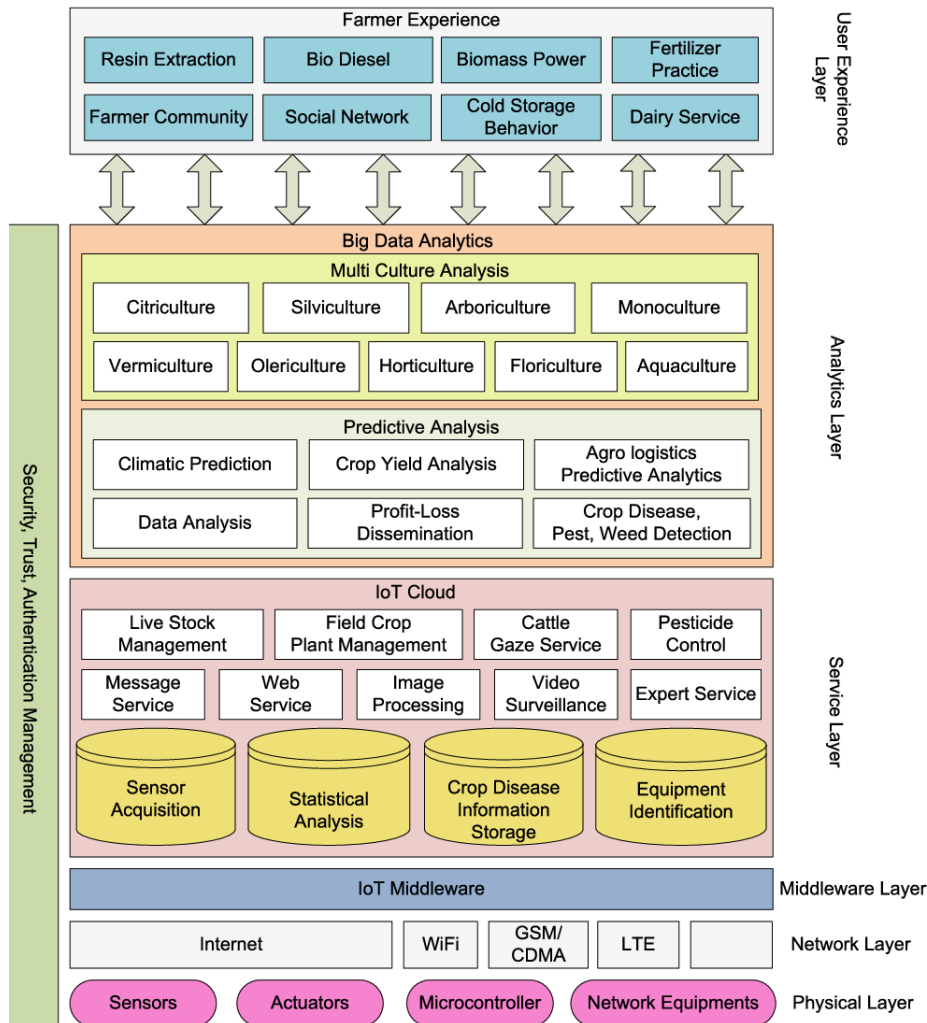 Farmer Experience
Resin Extraction
Bio Diesel
Biomass Power
Fertilizer
Practice
Farmer Community
Social Network
Cold Storage
Behavior
Dairy Service
User Experience
Layer
Big Data Analytics
Multi Culture Analysis
Citriculture
Silviculture
Arboriculture
Monoculture
Vermiculture
Olericulture
Horticulture
Floriculture
Aquaculture
Predictive Analysis
Climatic Prediction
Crop Yield Analysis
Agro logistics
Predictive Analytics
Data Analysis
Profit-Loss
Dissemination
Crop Disease,
Pest, Weed Detection
Analytics Layer
Security, Trust, Authentication Management
IoT Cloud
Live Stock
Management
Field Crop
Plant Management
Cattle
Gaze Service
Pesticide
Control
Message
Service
Web
Service
Image
Processing
Video
Surveillance
Expert Service
Sensor
Acquisition
Statistical
Analysis
Crop Disease
Information
Storage
Equipment
Identification
Service Layer
IoT Middleware
Middleware Layer
Internet
WiFi
GSM/
CDMA
LTE
Network Layer
Sensors
Actuators
Microcontroller
Network Equipments
Physical Layer